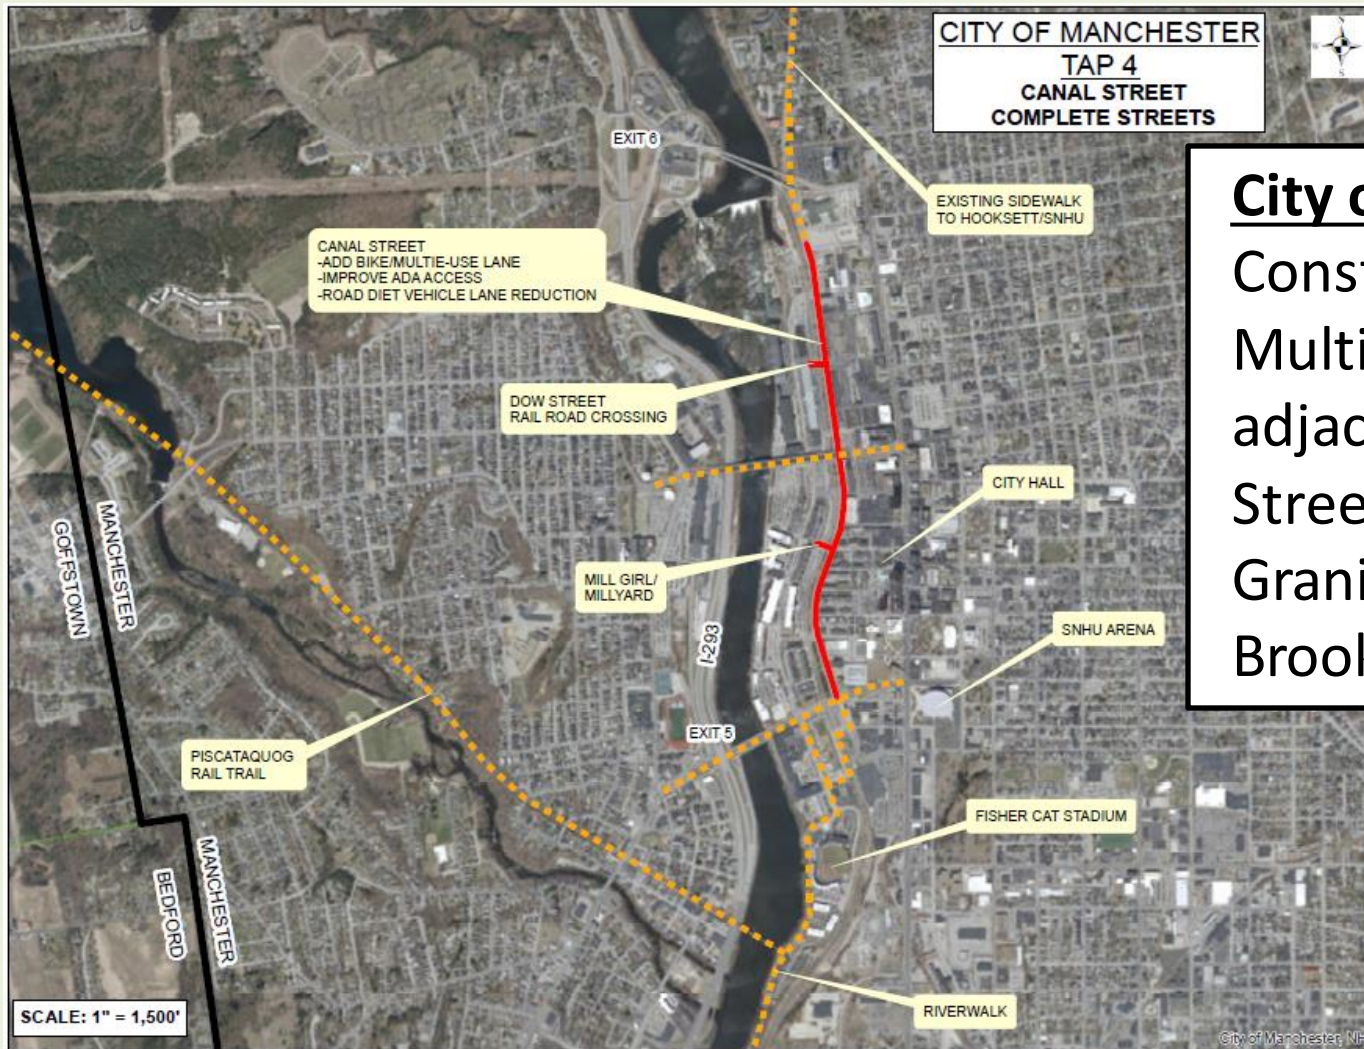 CITY OF MANCHESTER
TAP 4
CANAL STREET
COMPLETE STREETS
EXIT 6
EXISTING SIDEWALK
TO HOOKSETT/SNHU
CANAL STREET
-ADD BIKE/MULTIE-USE LANE
-IMPROVE ADA ACCESS
-ROAD DIET VEHICLE LANE REDUCTION
DOW STREET
RAIL ROAD CROSSING
CITY HALL
MANCHESTER
GOFFSTOWN
MILL GIRL/
MILLYARD
SNHU ARENA
I-293
EXIT 5
PISCATAQUOG
RAIL TRAIL
FISHER CAT STADIUM
MANCHESTER
BEDFORD
RIVERWALK
SCALE: 1" = 1,500'
City of Manchester, NH
City
Const
Multi
adjac
Stree
Grani
Brook